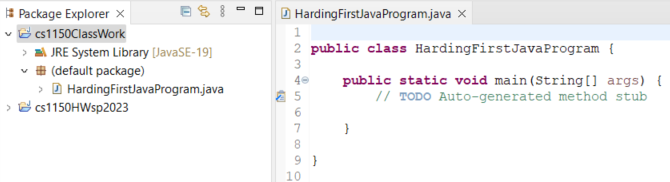 Package Explorer
cs1150ClassWork
JRE System Library [JavaSE-19]
(default package)
HardingFirstJavaProgram.java
cs1150HWsp2023
HardingFirstJavaProgram.java
1
2 public class HardingFirstJavaProgram {
3
4 public static void main(String[] args) {
5 // TODO Auto-generated method stub
6
7 }
8
9 }
10